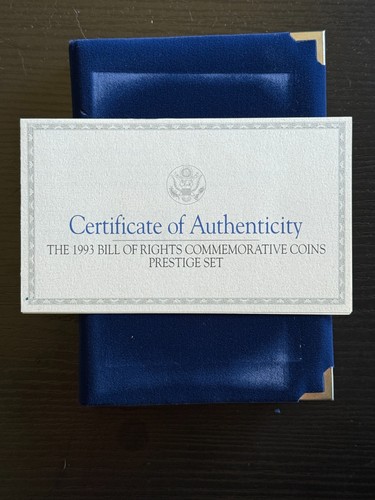 Certificate of Authenticity
THE 1993 BILL OF RIGHTS COMMEMORATIVE COINS
PRESTIGE SET